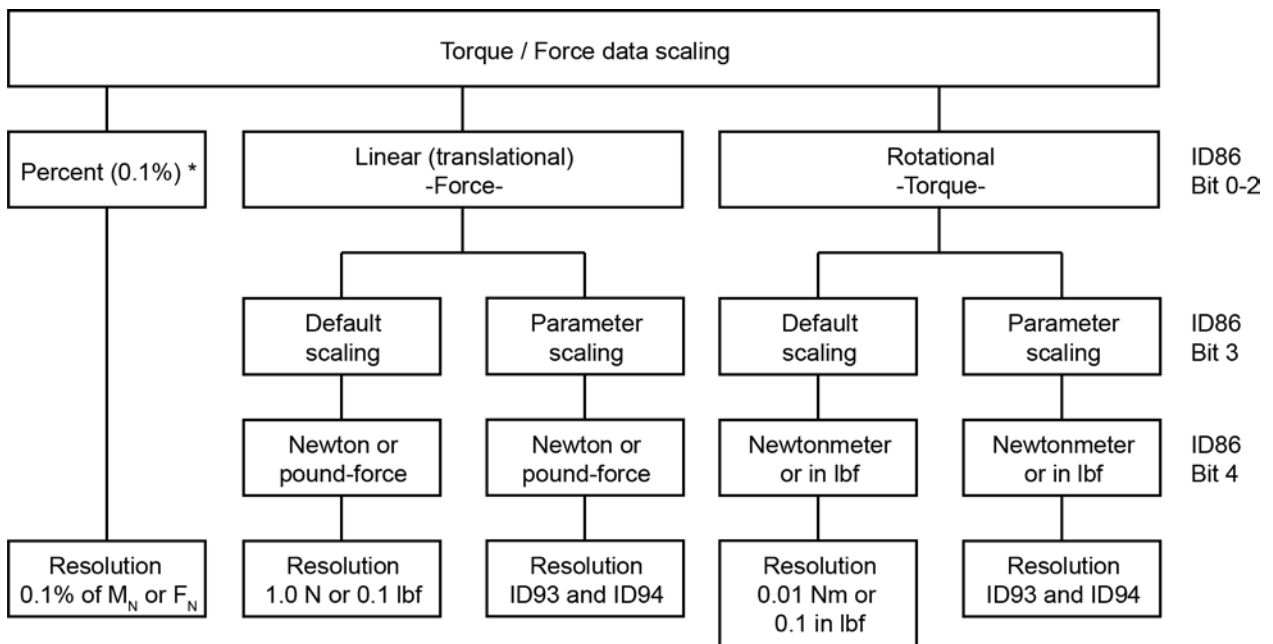 Torque / Force data scaling
Percent (0.1%) *
Linear (translational)
-Force-
Rotational
-Torque-
ID86
Bit 0-2
Default
scaling
Parameter
scaling
Default
scaling
Parameter
scaling
ID86
Bit 3
Newton or
pound-force
Newton or
pound-force
Newtonmeter
or in lbf
Newtonmeter
or in lbf
ID86
Bit 4
Resolution
0.1% of M_N or F_N
Resolution
1.0 N or 0.1 lbf
Resolution
ID93 and ID94
Resolution
0.01 Nm or
0.1 in lbf
Resolution
ID93 and ID94